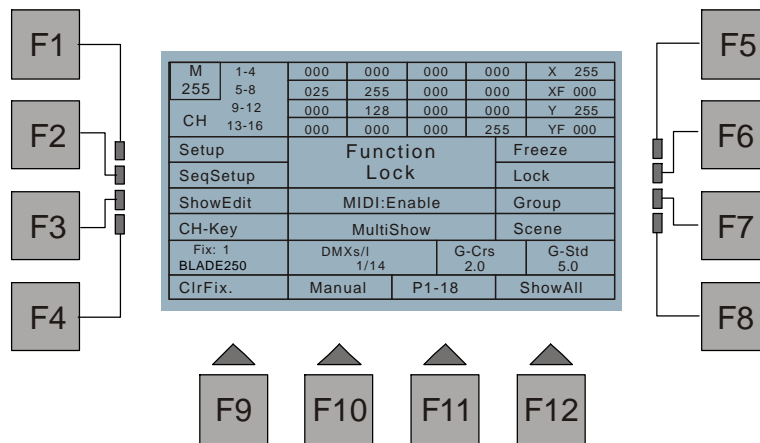 F1
F2
F3
F4
F5
F6
F7
F8
M 1-4 000 000 000 000 X 255
255 5-8 025 255 000 000 XF 000
9-12 000 128 000 000 Y 255
CH 13-16 000 000 000 255 YF 000
Setup Function Lock Freeze
SeqSetup Lock
ShowEdit MIDI:Enable Group
CH-Key MultiShow Scene
Fix: 1 DMXs/I G-Crs G-Std
BLADE250 1/14 2.0 5.0
ClrFix. Manual P1-18 ShowAll
F9 F10 F11 F12